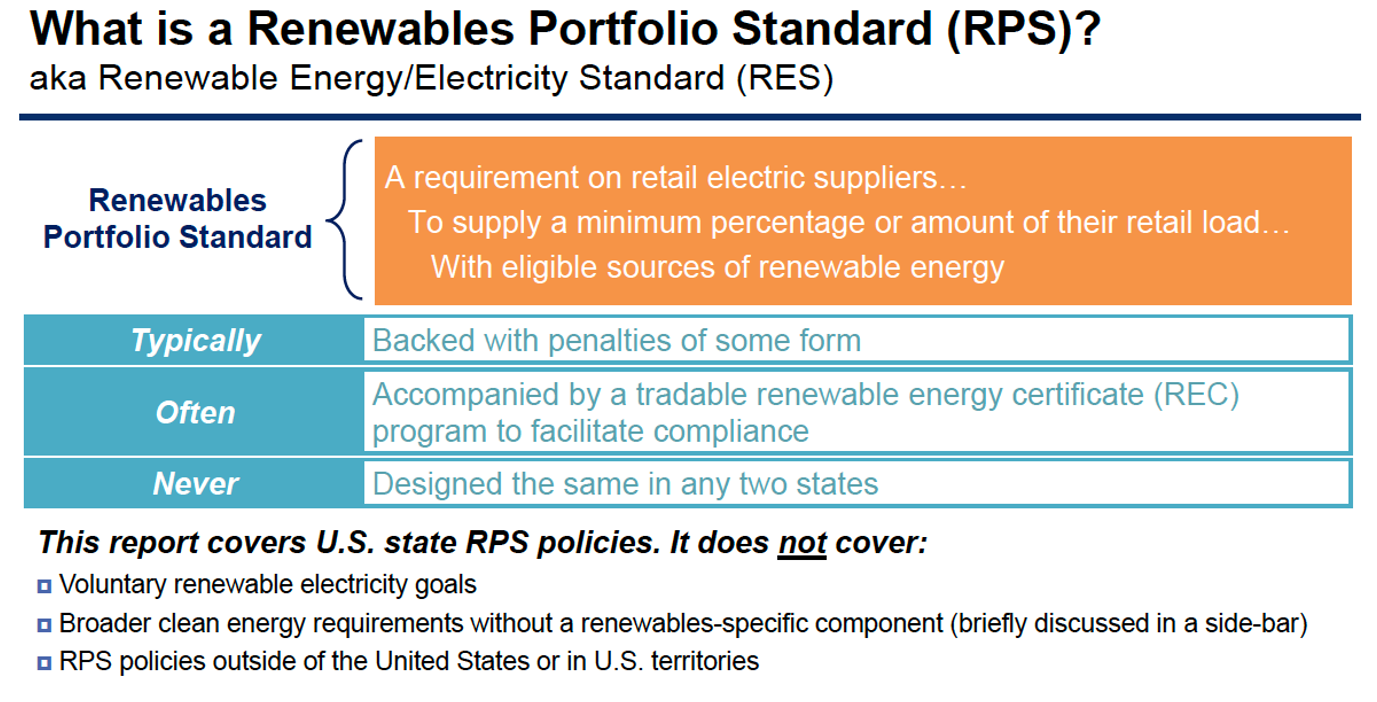 What is a Renewables Portfolio Standard (RPS)?
aka Renewable Energy/Electricity Standard (RES)
Renewables
Portfolio Standard
A requirement on retail electric suppliers…
To supply a minimum percentage or amount of their retail load…
With eligible sources of renewable energy
Typically
Backed with penalties of some form
Often
Accompanied by a tradable renewable energy certificate (REC)
program to facilitate compliance
Never
Designed the same in any two states
This report covers U.S. state RPS policies. It does not cover:
Voluntary renewable electricity goals
Broader clean energy requirements without a renewables-specific component (briefly discussed in a side-bar)
RPS policies outside of the United States or in U.S. territories